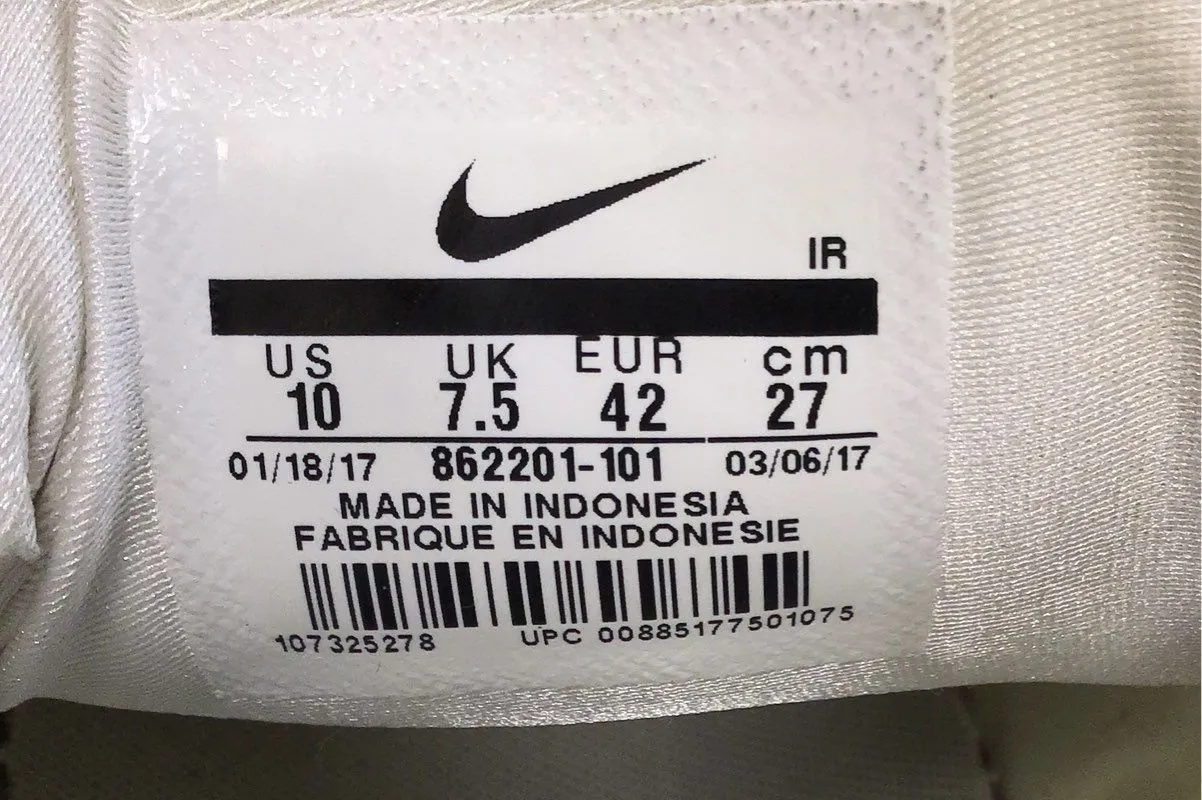 IR
US UK EUR cm
10 7.5 42 27
01/18/17 862201-101 03/06/17
MADE IN INDONESIA
FABRIQUE EN INDONESIE
107325278 UPC 00885177501075